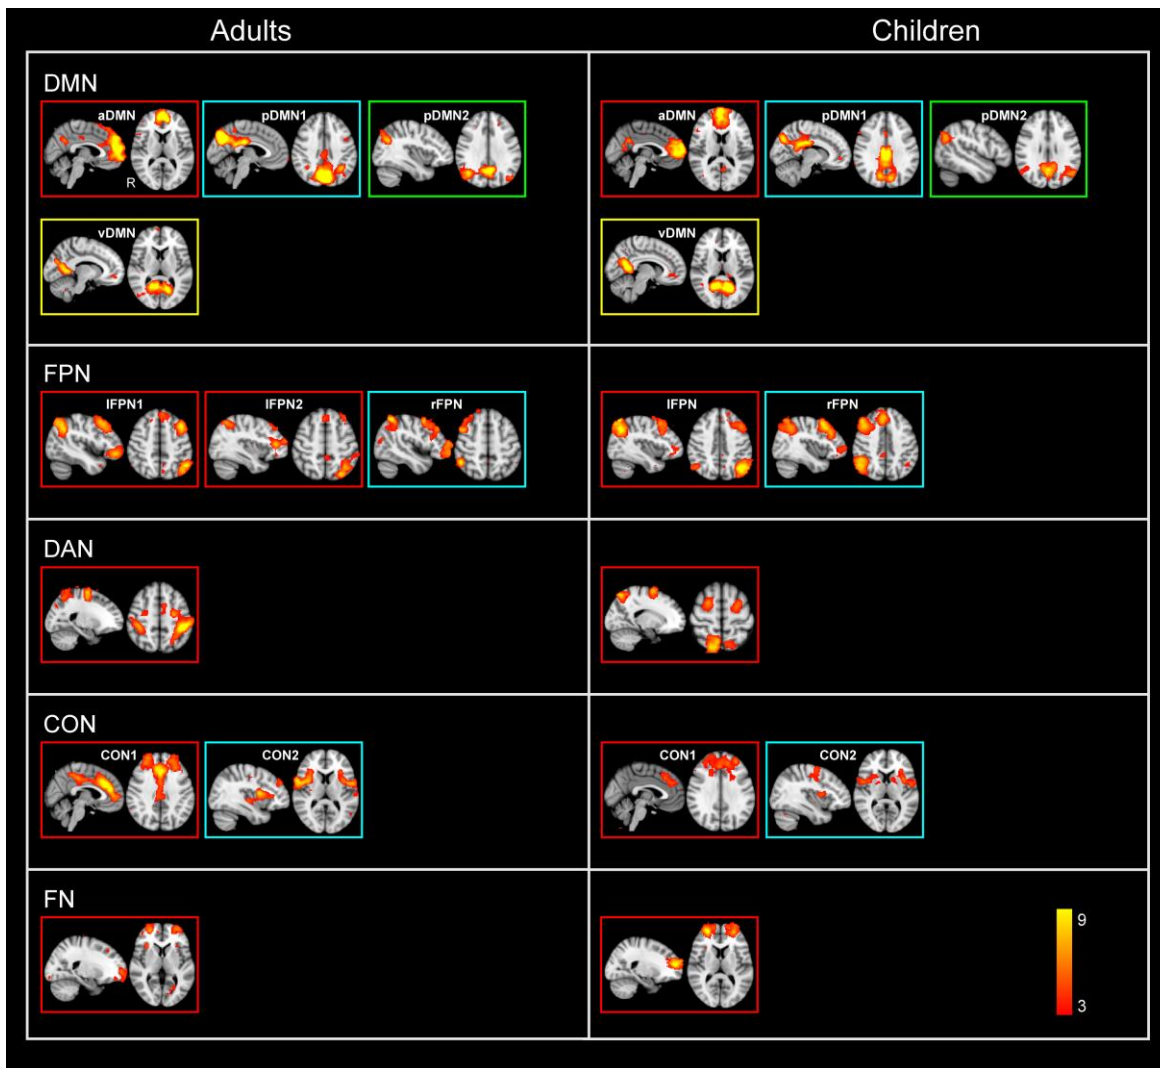 Adults Children
DMN
aDMN pDMN1 pDMN2 aDMN pDMN1 pDMN2
R
vDMN vDMN
FPN
lFPN1 lFPN2 rFPN lFPN rFPN
DAN
CON
CON1 CON2 CON1 CON2
FN
9
3